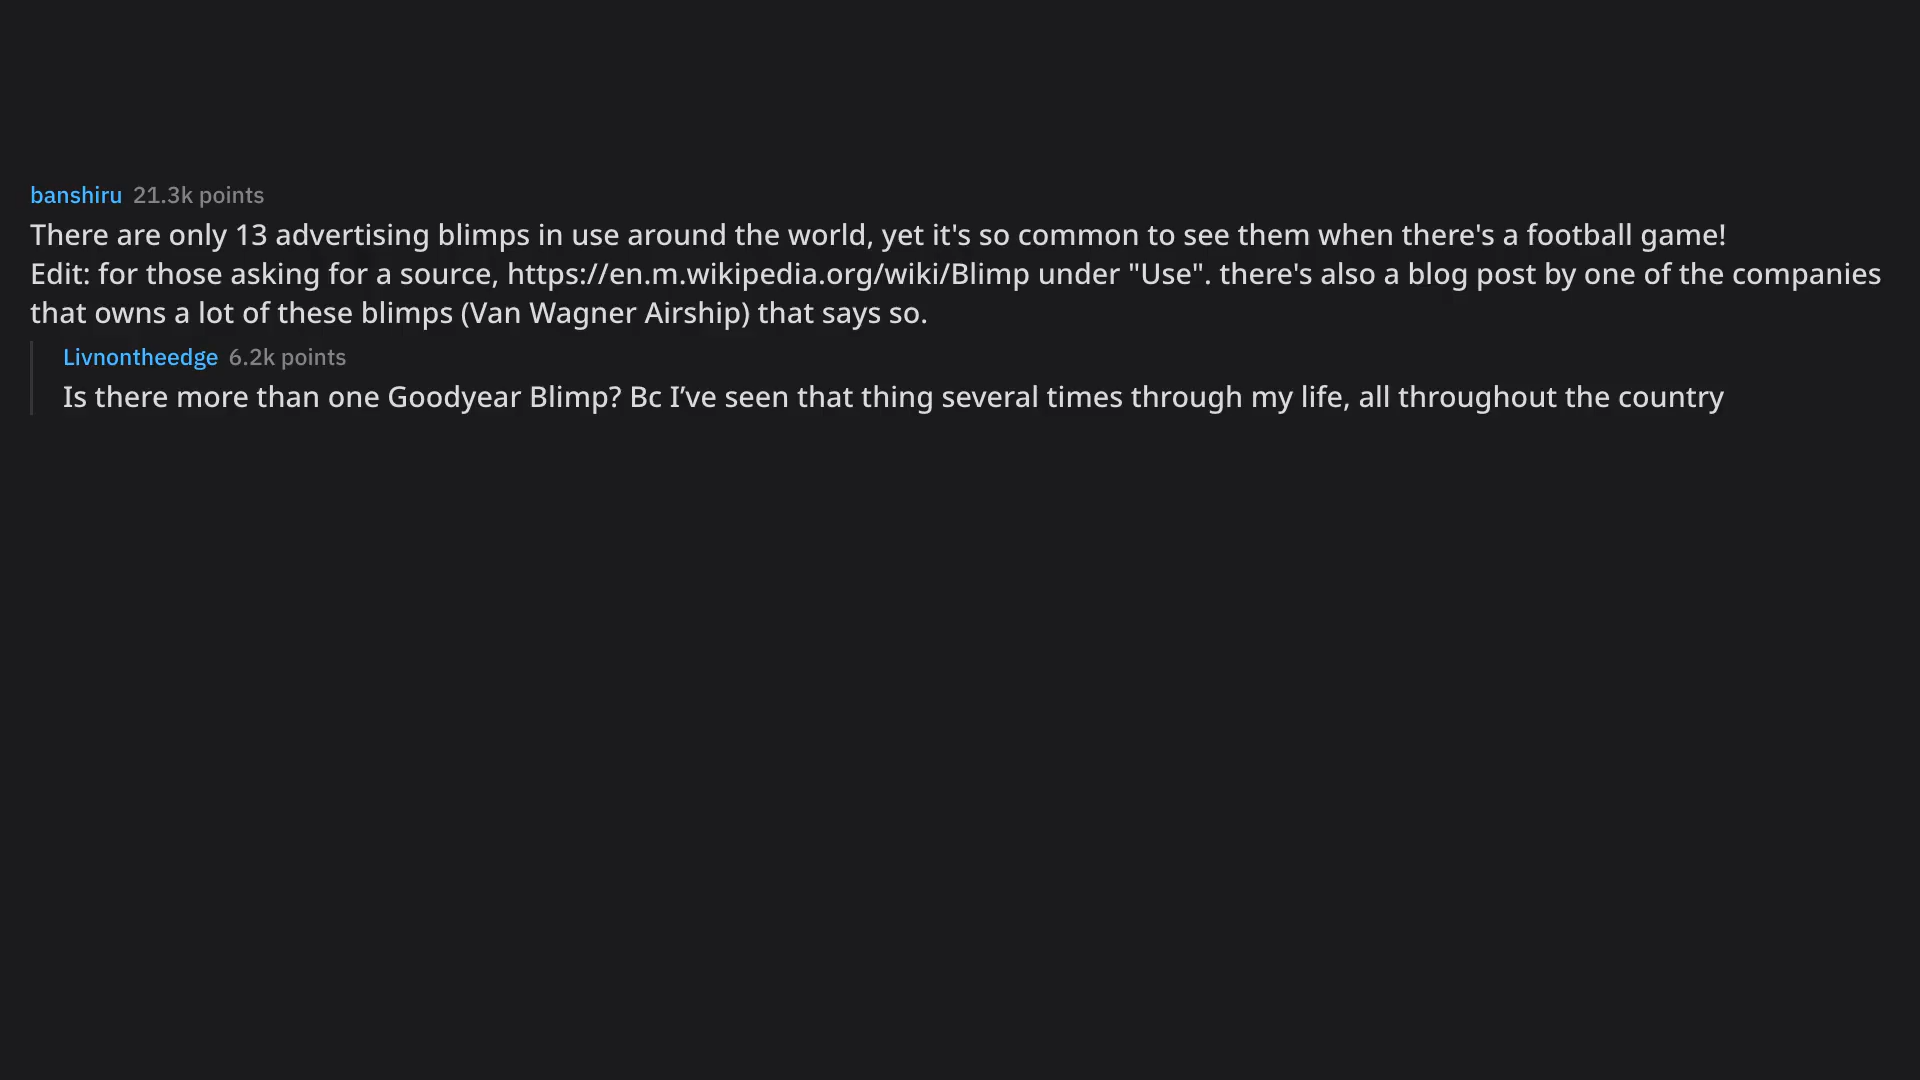 banshiru 21.3k points
There are only 13 advertising blimps in use around the world, yet it's so common to see them when there's a football game!
Edit: for those asking for a source, https://en.m.wikipedia.org/wiki/Blimp under "Use". there's also a blog post by one of the companies
that owns a lot of these blimps (Van Wagner Airship) that says so.
Livnontheedge 6.2k points
Is there more than one Goodyear Blimp? Bc I’ve seen that thing several times through my life, all throughout the country